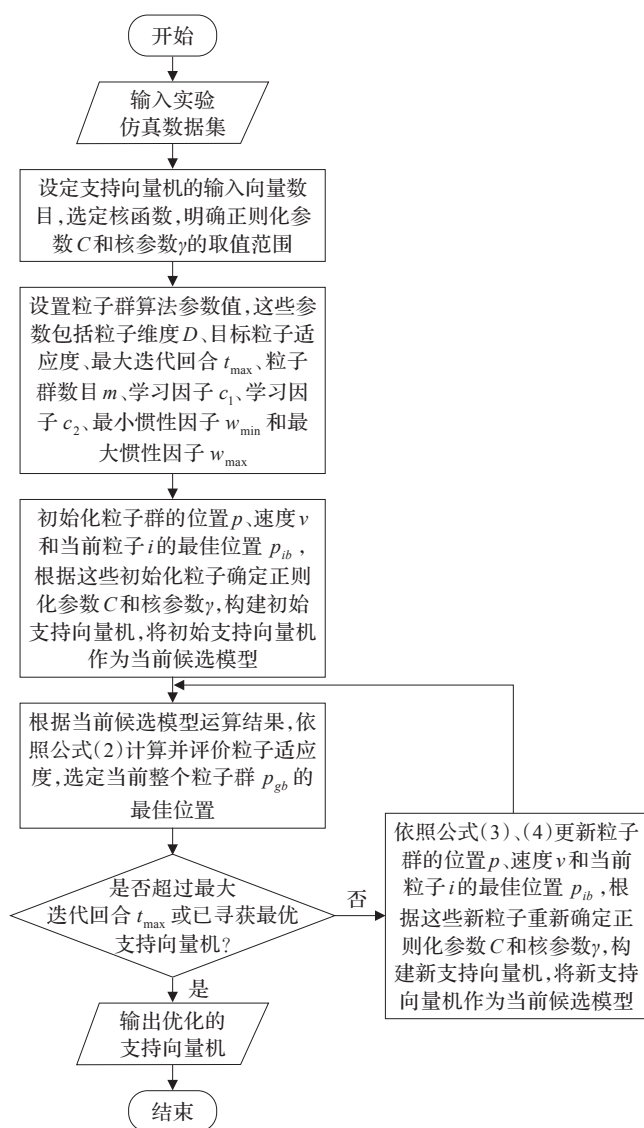 开始
输入实验
仿真数据集
设定支持向量机的输入向量数
目,选定核函数,明确正则化参
数C和核参数γ的取值范围
设置粒子群算法参数值,这些参
数包括粒子维度D、目标粒子适
应度、最大迭代回合 tmax、粒子
群数目m、学习因子 c1、学习因
子 c2、最小惯性因子 wmin 和最
大惯性因子 wmax
初始化粒子群的位置p、速度v
和当前粒子i的最佳位置 pib ,
根据这些初始化粒子确定正则
化参数C和核参数γ,构建初始
支持向量机,将初始支持向量机
作为当前候选模型
根据当前候选模型运算结果,依
照公式(2)计算并评价粒子适应
度,选定当前整个粒子群 pgb 的
最佳位置
是否超过最大
迭代回合 tmax 或已寻获最优
支持向量机?
否
依照公式(3)、(4)更新粒子
群的位置p、速度v和当前
粒子i的最佳位置 pib ,根
据这些新粒子重新确定正
则化参数C和核参数γ,构
建新支持向量机,将新支持
向量机作为当前候选模型
是
输出优化的
支持向量机
结束